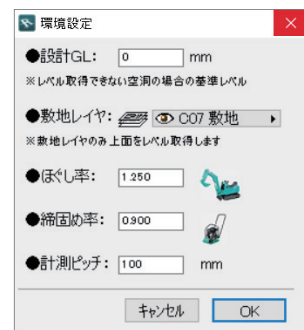 環境設定
●設計GL: 0 mm
※レベル取得できない空洞の場合の基準レベル
●敷地レイヤ: C07 敷地
※敷地レイヤのみ上面をレベル取得します
●ほぐし率: 1.250
●締固め率: 0.900
●計測ピッチ: 100 mm
キャンセル OK